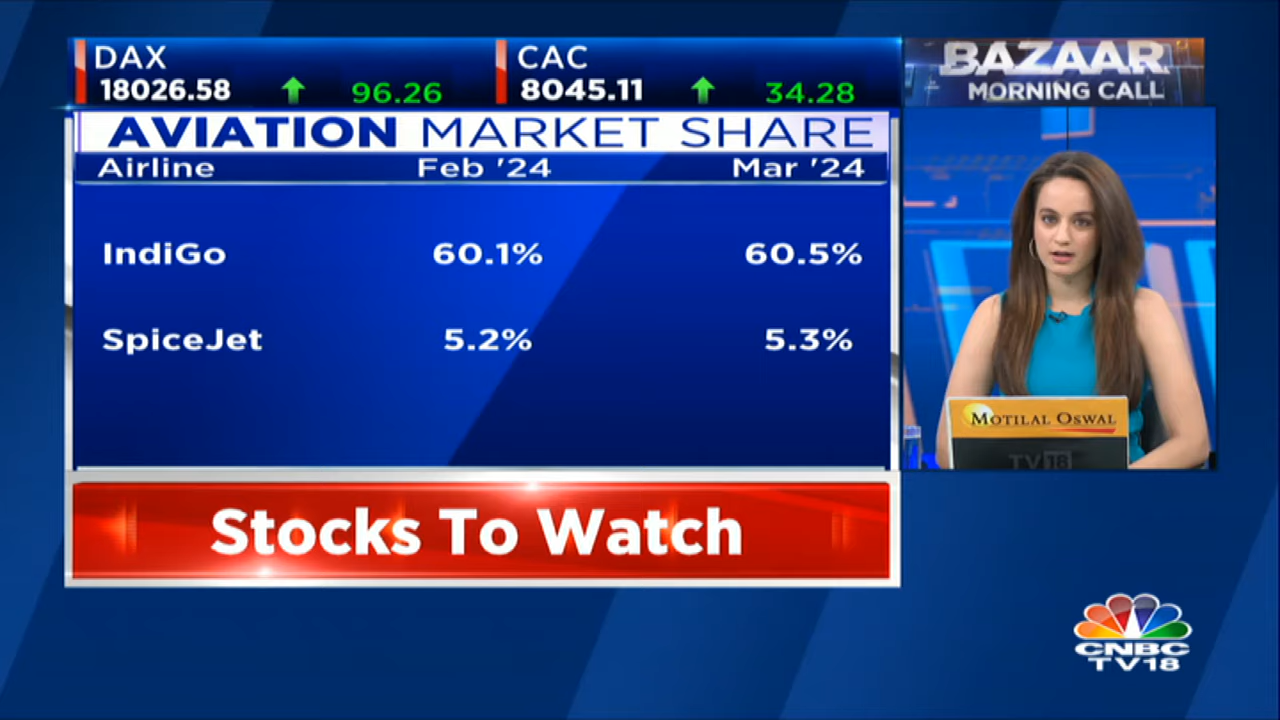 DAX
18026.58 96.26
CAC
8045.11 34.28
BAZAAR
MORNING CALL
AVIATION MARKET SHARE
Airline Feb '24 Mar '24
IndiGo 60.1% 60.5%
SpiceJet 5.2% 5.3%
MOTILAL OSWAL
TV18
Stocks To Watch
CNBC
TV18